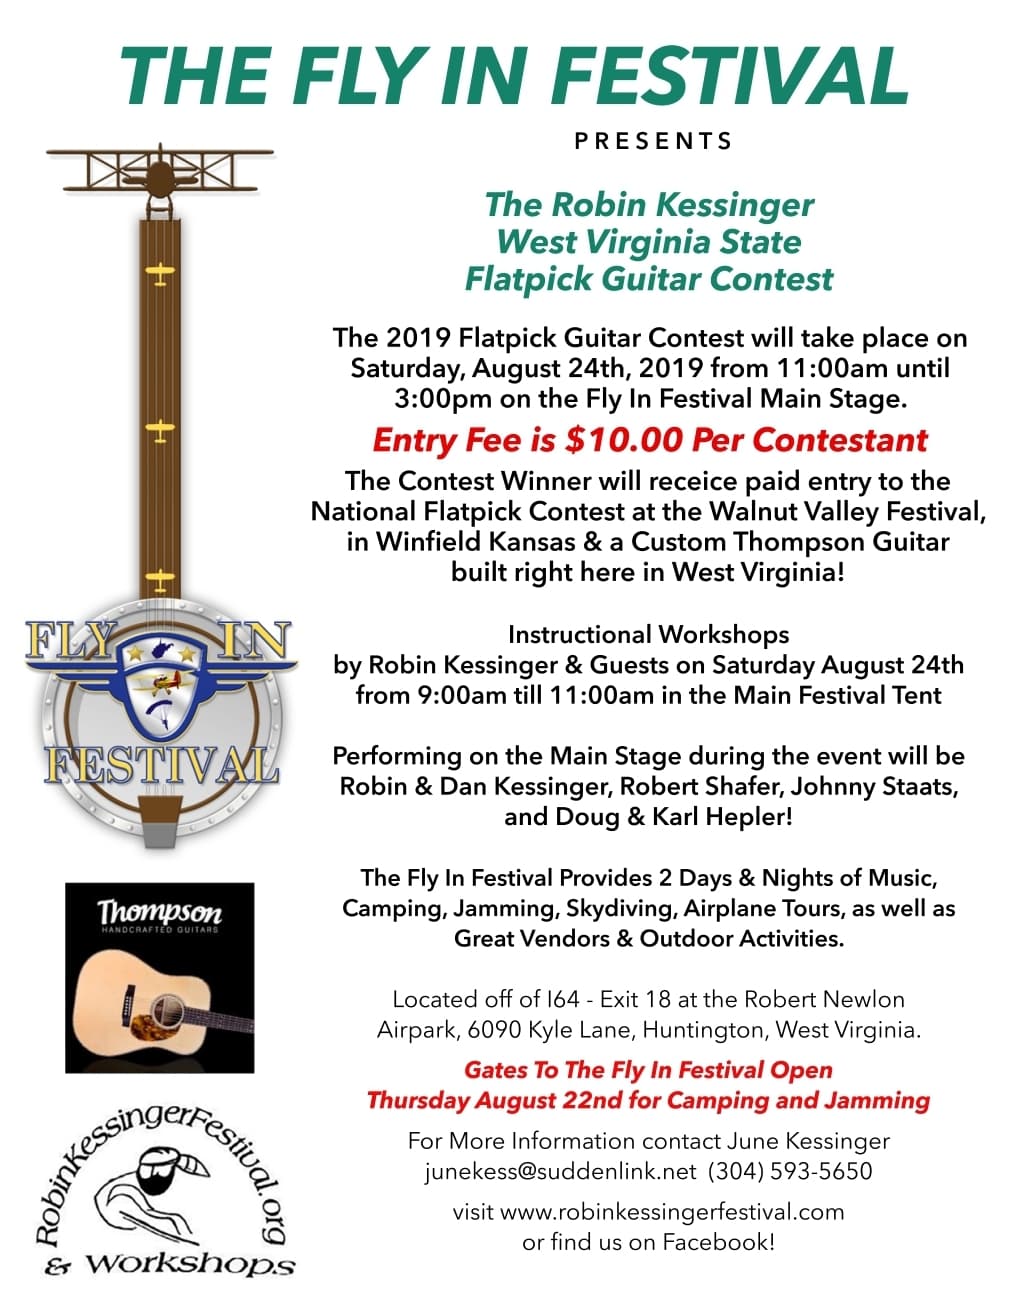 THE FLY IN FESTIVAL
PRESENTS
The Robin Kessinger
West Virginia State
Flatpick Guitar Contest
The 2019 Flatpick Guitar Contest will take place on
Saturday, August 24th, 2019 from 11:00am until
3:00pm on the Fly In Festival Main Stage.
Entry Fee is $10.00 Per Contestant
The Contest Winner will receice paid entry to the
National Flatpick Contest at the Walnut Valley Festival,
in Winfield Kansas & a Custom Thompson Guitar
built right here in West Virginia!
Instructional Workshops
by Robin Kessinger & Guests on Saturday August 24th
from 9:00am till 11:00am in the Main Festival Tent
Performing on the Main Stage during the event will be
Robin & Dan Kessinger, Robert Shafer, Johnny Staats,
and Doug & Karl Hepler!
The Fly In Festival Provides 2 Days & Nights of Music,
Camping, Jamming, Skydiving, Airplane Tours, as well as
Great Vendors & Outdoor Activities.
Located off of I64 - Exit 18 at the Robert Newlon
Airpark, 6090 Kyle Lane, Huntington, West Virginia.
Gates To The Fly In Festival Open
Thursday August 22nd for Camping and Jamming
For More Information contact June Kessinger
junekess@suddenlink.net (304) 593-5650
visit www.robinkessingerfestival.com
or find us on Facebook!
FLY IN
FESTIVAL
Thompson
HANDCRAFTED GUITARS
RobinKessingerFestival.org
& Workshops